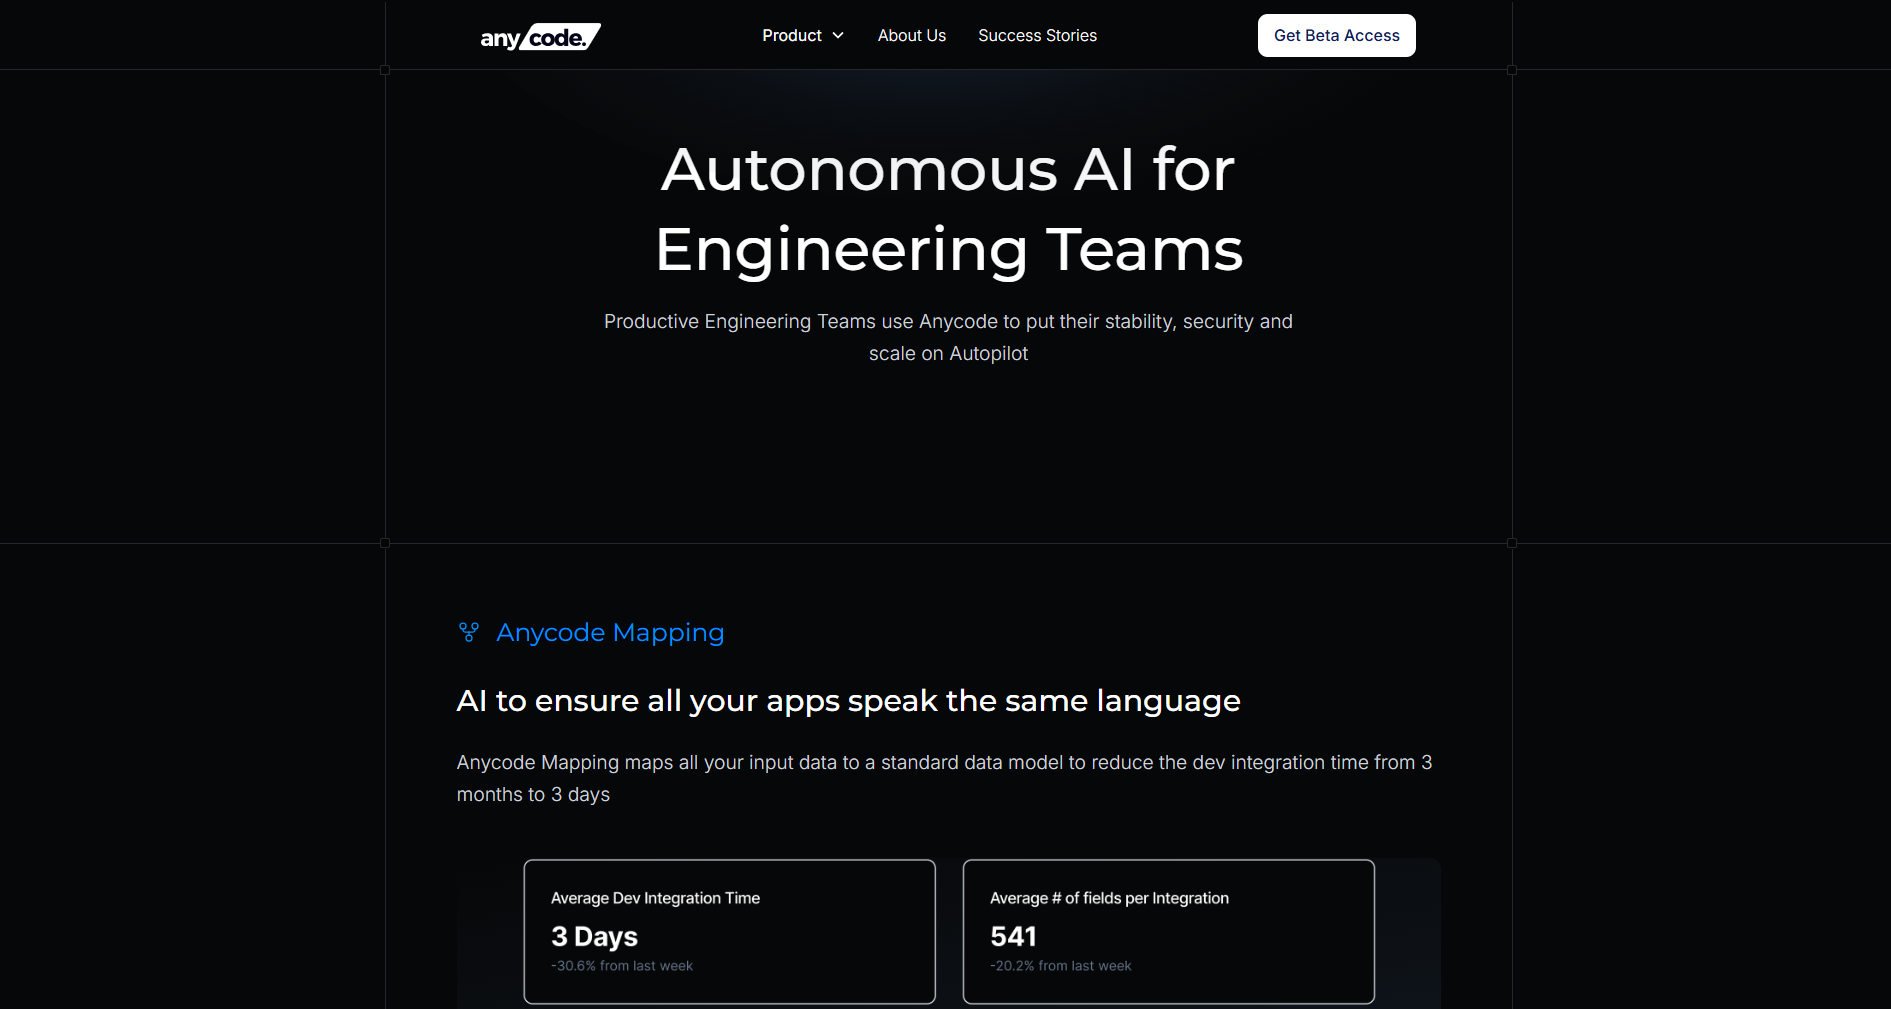 any code.
Product
About Us
Success Stories
Get Beta Access
Autonomous AI for
Engineering Teams
Productive Engineering Teams use Anycode to put their stability, security and
scale on Autopilot
Anycode Mapping
AI to ensure all your apps speak the same language
Anycode Mapping maps all your input data to a standard data model to reduce the dev integration time from 3
months to 3 days
Average Dev Integration Time
3 Days
-30.6% from last week
Average # of fields per Integration
541
-20.2% from last week